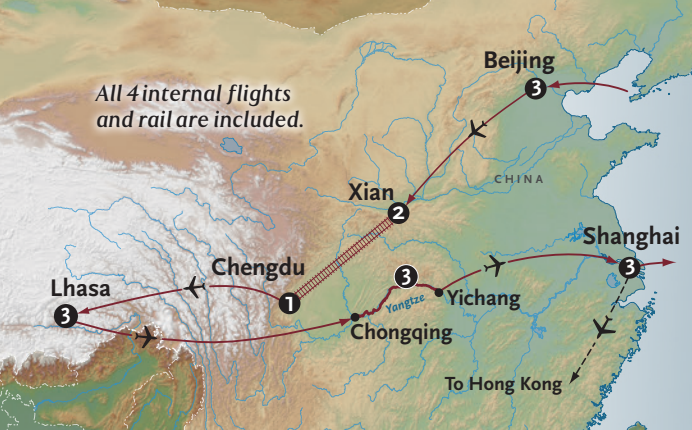 All 4 internal flights
and rail are included.
Beijing
3
CHINA
Xian
2
Shanghai
3
Chengdu
1
3
Lhasa
3
Yangtze
Yichang
Chongqing
To Hong Kong